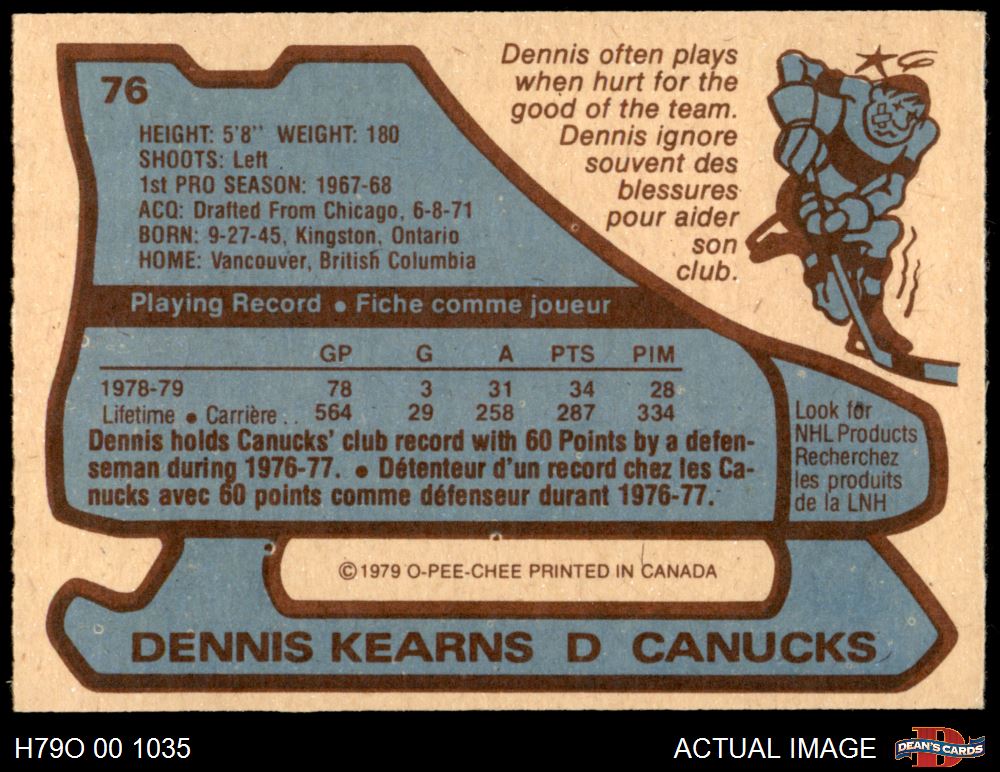 76
HEIGHT: 5'8" WEIGHT: 180
SHOOTS: Left
1st PRO SEASON: 1967-68
ACQ: Drafted From Chicago, 6-8-71
BORN: 9-27-45, Kingston, Ontario
HOME: Vancouver, British Columbia
Dennis often plays
when hurt for the
good of the team.
Dennis ignore
souvent des
blessures
pour aider
son
club.
Playing Record • Fiche comme joueur
GP G A PTS PIM
1978-79 78 3 31 34 28
Lifetime • Carrière . . 564 29 258 287 334
Dennis holds Canucks' club record with 60 Points by a defen-
seman during 1976-77. • Détenteur d'un record chez les Ca-
nucks avec 60 points comme défenseur durant 1976-77.
Look for
NHL Products
Recherchez
les produits
de la LNH
© 1979 O-PEE-CHEE PRINTED IN CANADA
DENNIS KEARNS D CANUCKS
H79O 00 1035
ACTUAL IMAGE
D
DEAN'S CARDS